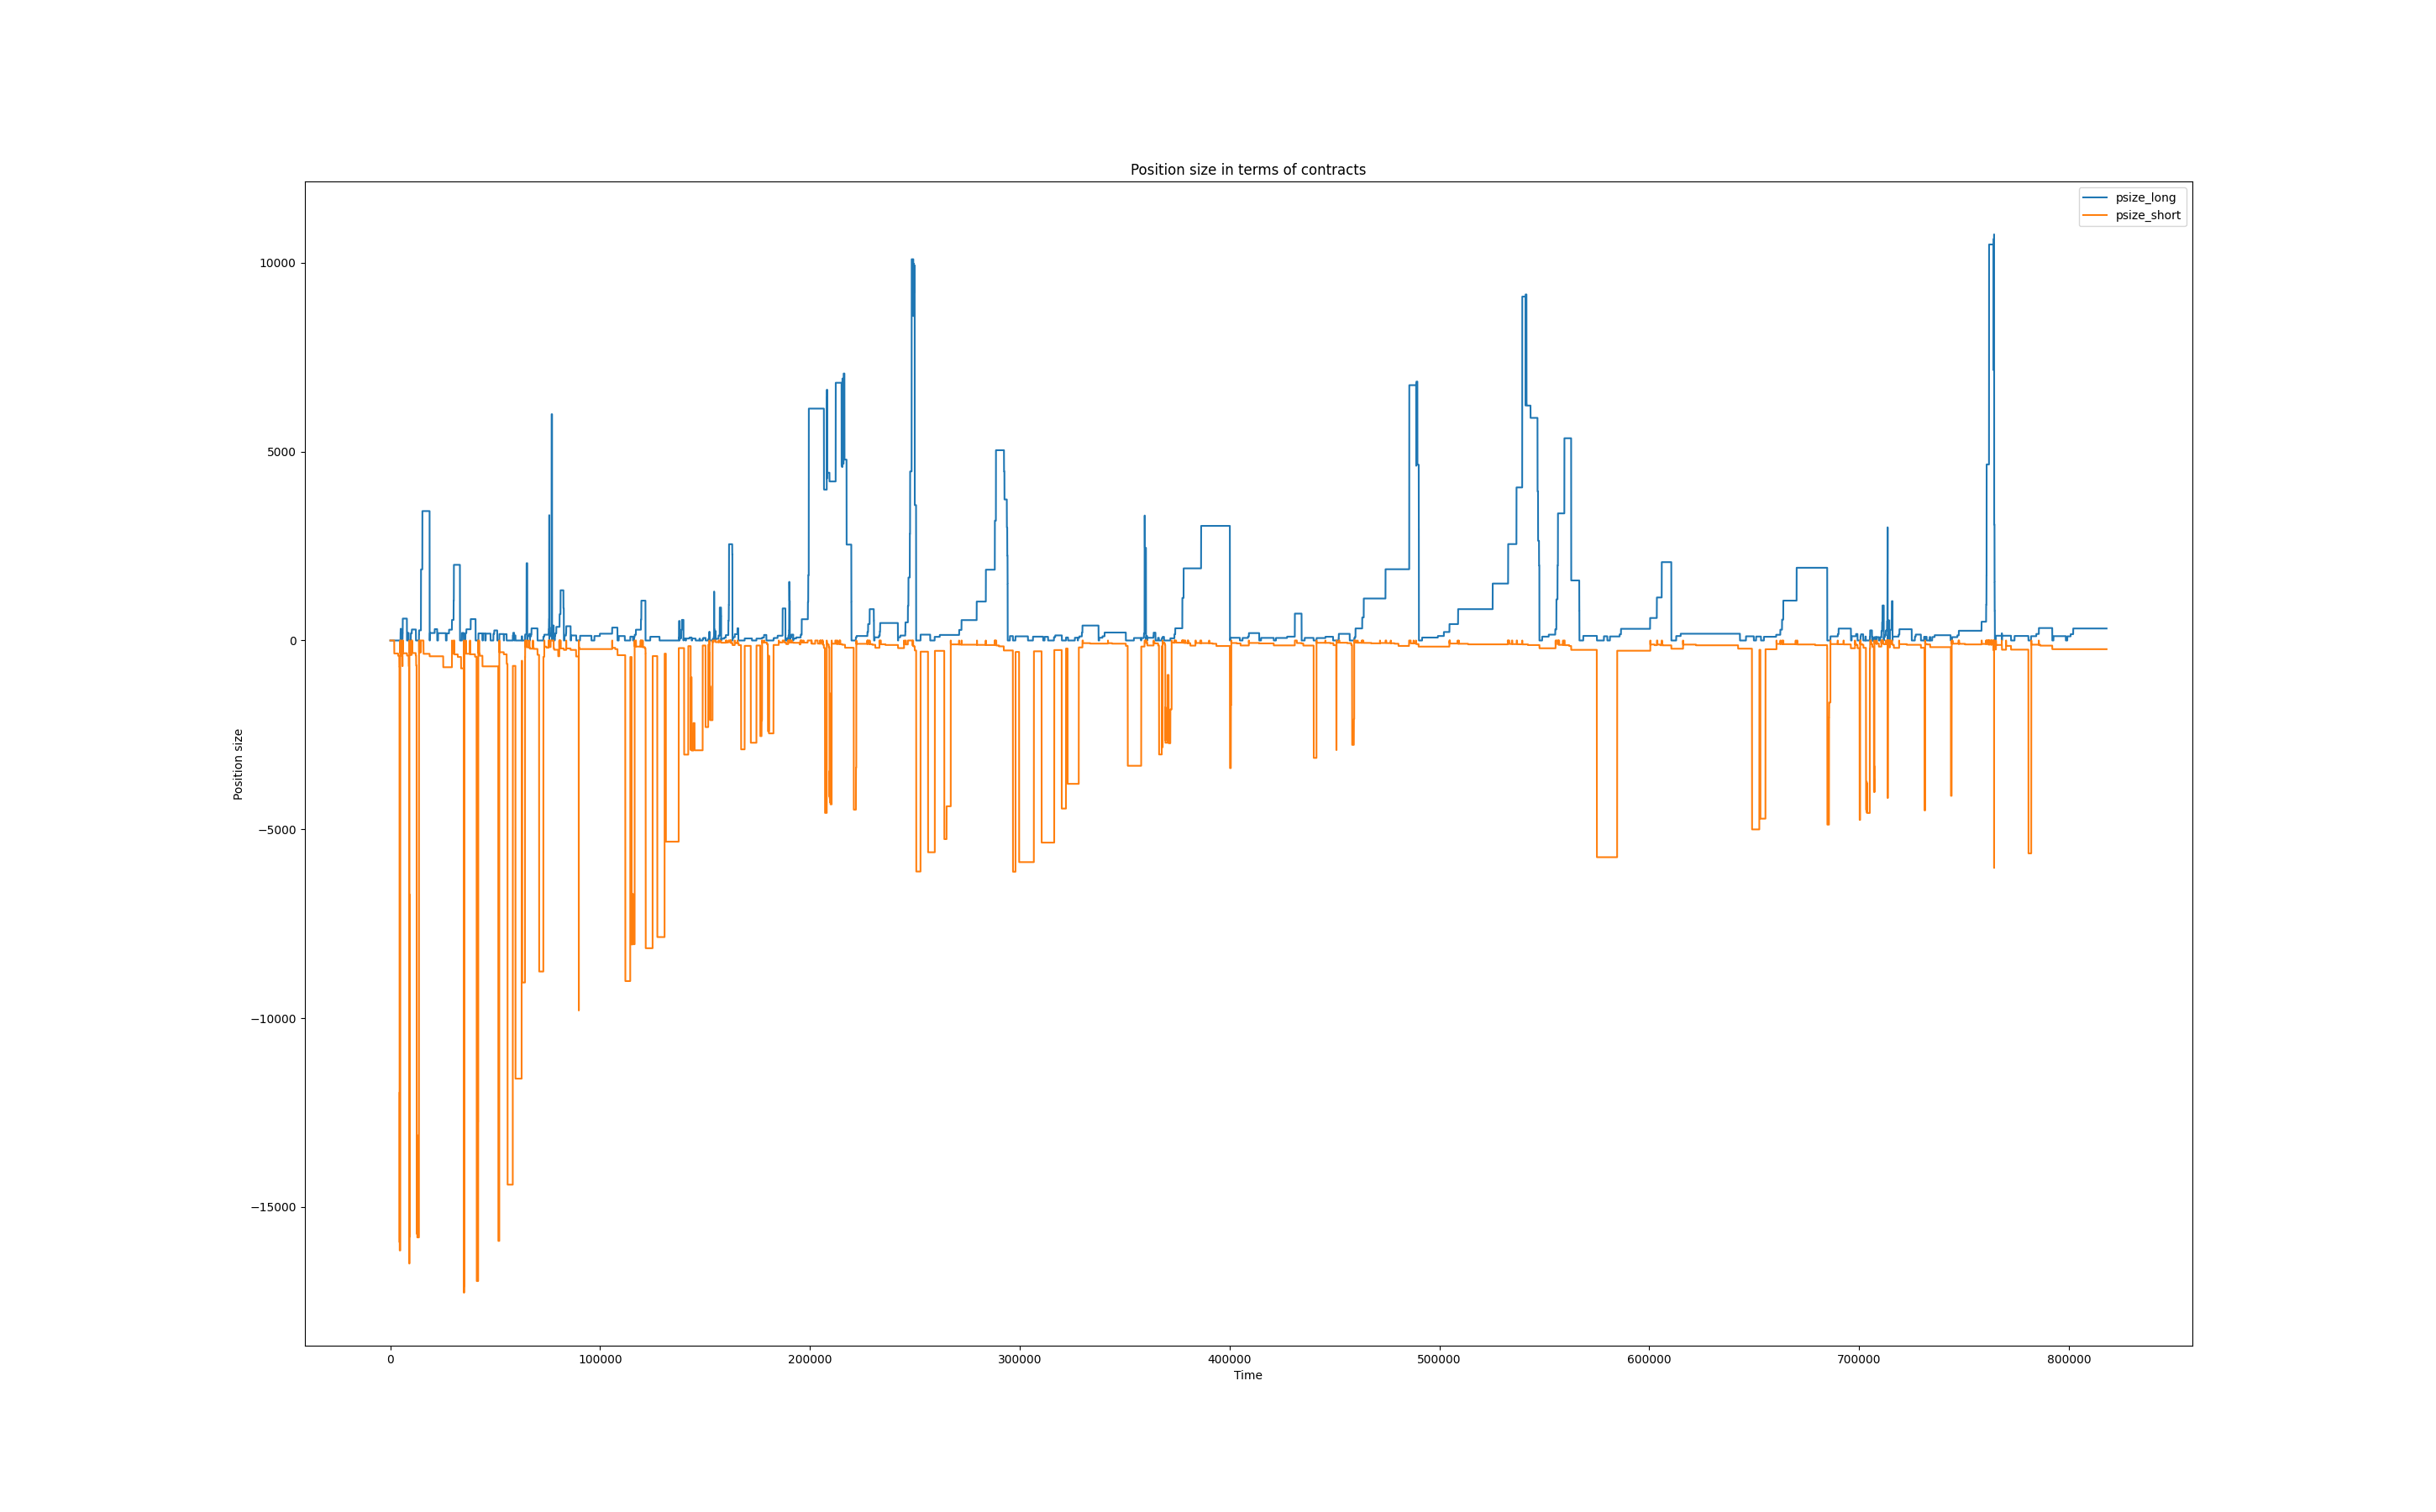 Position size in terms of contracts
psize_long
psize_short
10000
5000
0
−5000
−10000
−15000
Position size
0 100000 200000 300000 400000 500000 600000 700000 800000
Time